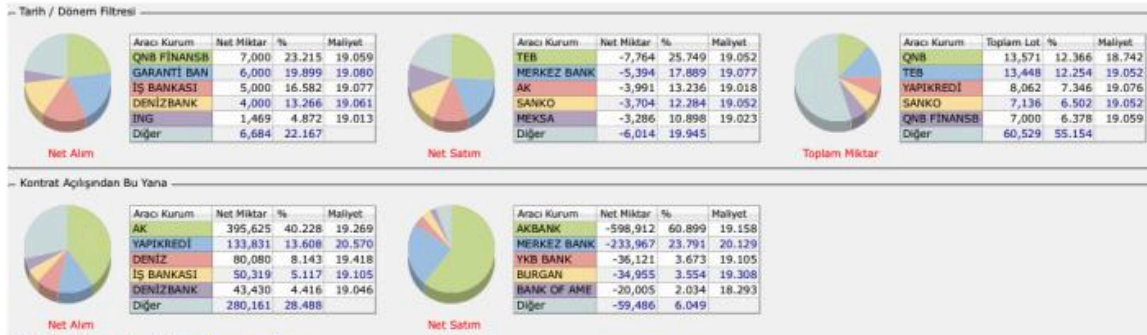 Tarih / Dönem Filtresi
Aracı Kurum Net Miktar % Maliyet
QNB FİNANSB 7,000 23.215 19.059
GARANTİ BAN 6,000 19.899 19.080
İŞ BANKASI 5,000 16.582 19.077
DENİZBANK 4,000 13.266 19.061
ING 1,469 4.872 19.013
Diğer 6,684 22.167
Net Alım
Aracı Kurum Net Miktar % Maliyet
TEB -7,764 25.749 19.052
MERKEZ BANK -5,394 17.889 19.077
AK -3,991 13.236 19.018
SANKO -3,704 12.284 19.052
MEKSA -3,286 10.898 19.023
Diğer -6,014 19.945
Net Satım
Aracı Kurum Toplam Lot % Maliyet
QNB 13,571 12.366 18.742
TEB 13,448 12.254 19.052
YAPIKREDİ 8,062 7.346 19.076
SANKO 7,136 6.502 19.052
QNB FİNANSB 7,000 6.378 19.059
Diğer 60,529 55.154
Toplam Miktar
Kontrat Açılışından Bu Yana
Aracı Kurum Net Miktar % Maliyet
AK 395,625 40.228 19.269
YAPIKREDİ 133,831 13.608 20.570
DENİZ 80,080 8.143 19.418
İŞ BANKASI 50,319 5.117 19.105
DENİZBANK 43,430 4.416 19.046
Diğer 280,161 28.488
Net Alım
Aracı Kurum Net Miktar % Maliyet
AKBANK -598,912 60.899 19.158
MERKEZ BANK -233,967 23.791 20.129
YKB BANK -36,121 3.673 19.105
BURGAN -34,955 3.554 19.308
BANK OF AME -20,005 2.034 18.293
Diğer -59,486 6.049
Net Satım